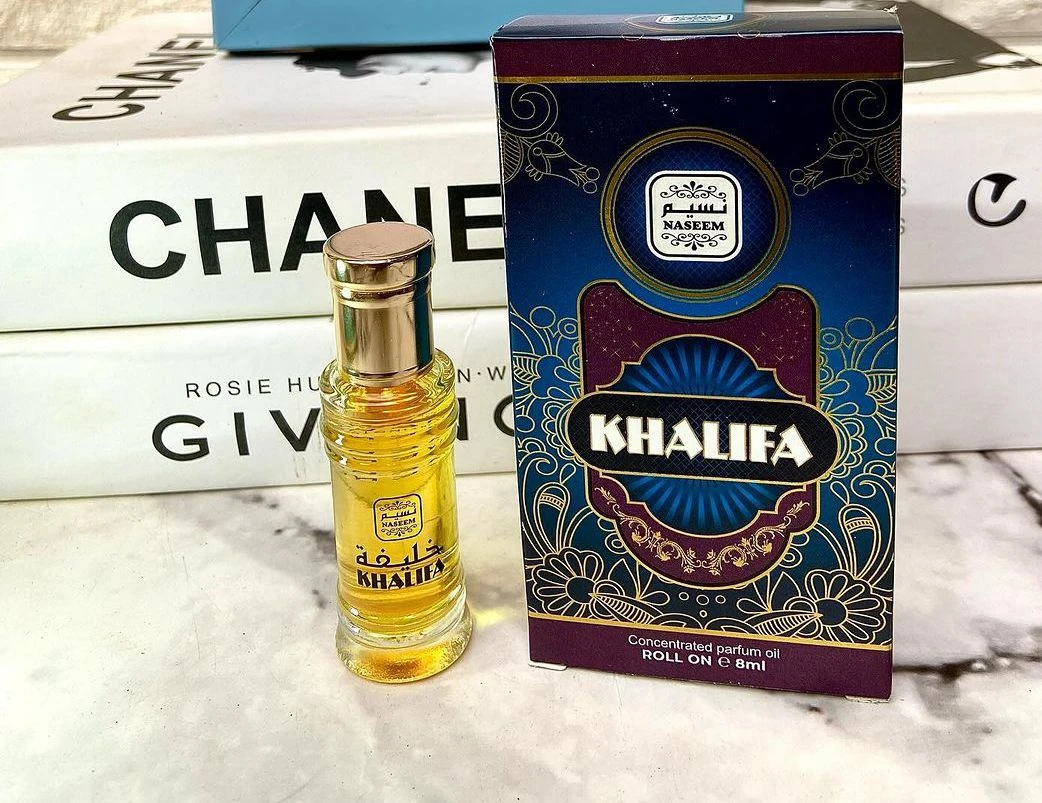 CHANEL
CHANE
ROSIE HU
N·W
GIV
نسيم
NASEEM
KHALIFA
Concentrated parfum oil
ROLL ON ℮ 8ml
نسيم
NASEEM
خليفة
KHALIFA